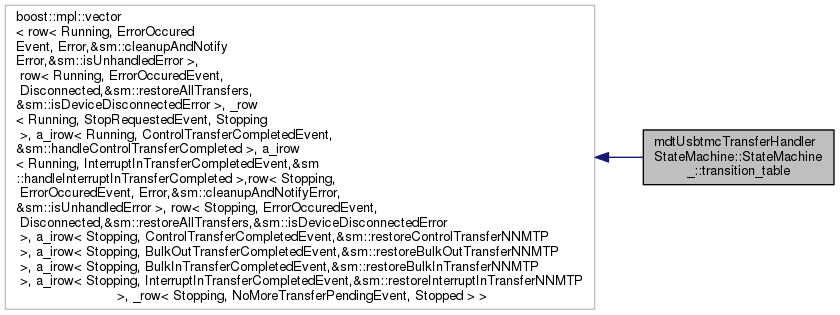 boost::mpl::vector
< row< Running, ErrorOccured
Event, Error,&sm::cleanupAndNotify
Error,&sm::isUnhandledError >,
row< Running, ErrorOccuredEvent,
Disconnected,&sm::restoreAllTransfers,
&sm::isDeviceDisconnectedError >, _row
< Running, StopRequestedEvent, Stopping
>, a_irow< Running, ControlTransferCompletedEvent,
&sm::handleControlTransferCompleted >, a_irow
< Running, InterruptInTransferCompletedEvent,&sm
::handleInterruptInTransferCompleted >,row< Stopping,
ErrorOccuredEvent, Error,&sm::cleanupAndNotifyError,
&sm::isUnhandledError >, row< Stopping, ErrorOccuredEvent,
Disconnected,&sm::restoreAllTransfers,&sm::isDeviceDisconnectedError
>, a_irow< Stopping, ControlTransferCompletedEvent,&sm::restoreControlTransferNNMTP
>, a_irow< Stopping, BulkOutTransferCompletedEvent,&sm::restoreBulkOutTransferNNMTP
>, a_irow< Stopping, BulkInTransferCompletedEvent,&sm::restoreBulkInTransferNNMTP
>, a_irow< Stopping, InterruptInTransferCompletedEvent,&sm::restoreInterruptInTransferNNMTP
>, _row< Stopping, NoMoreTransferPendingEvent, Stopped > >
mdtUsbtmcTransferHandler
StateMachine::StateMachine
_::transition_table